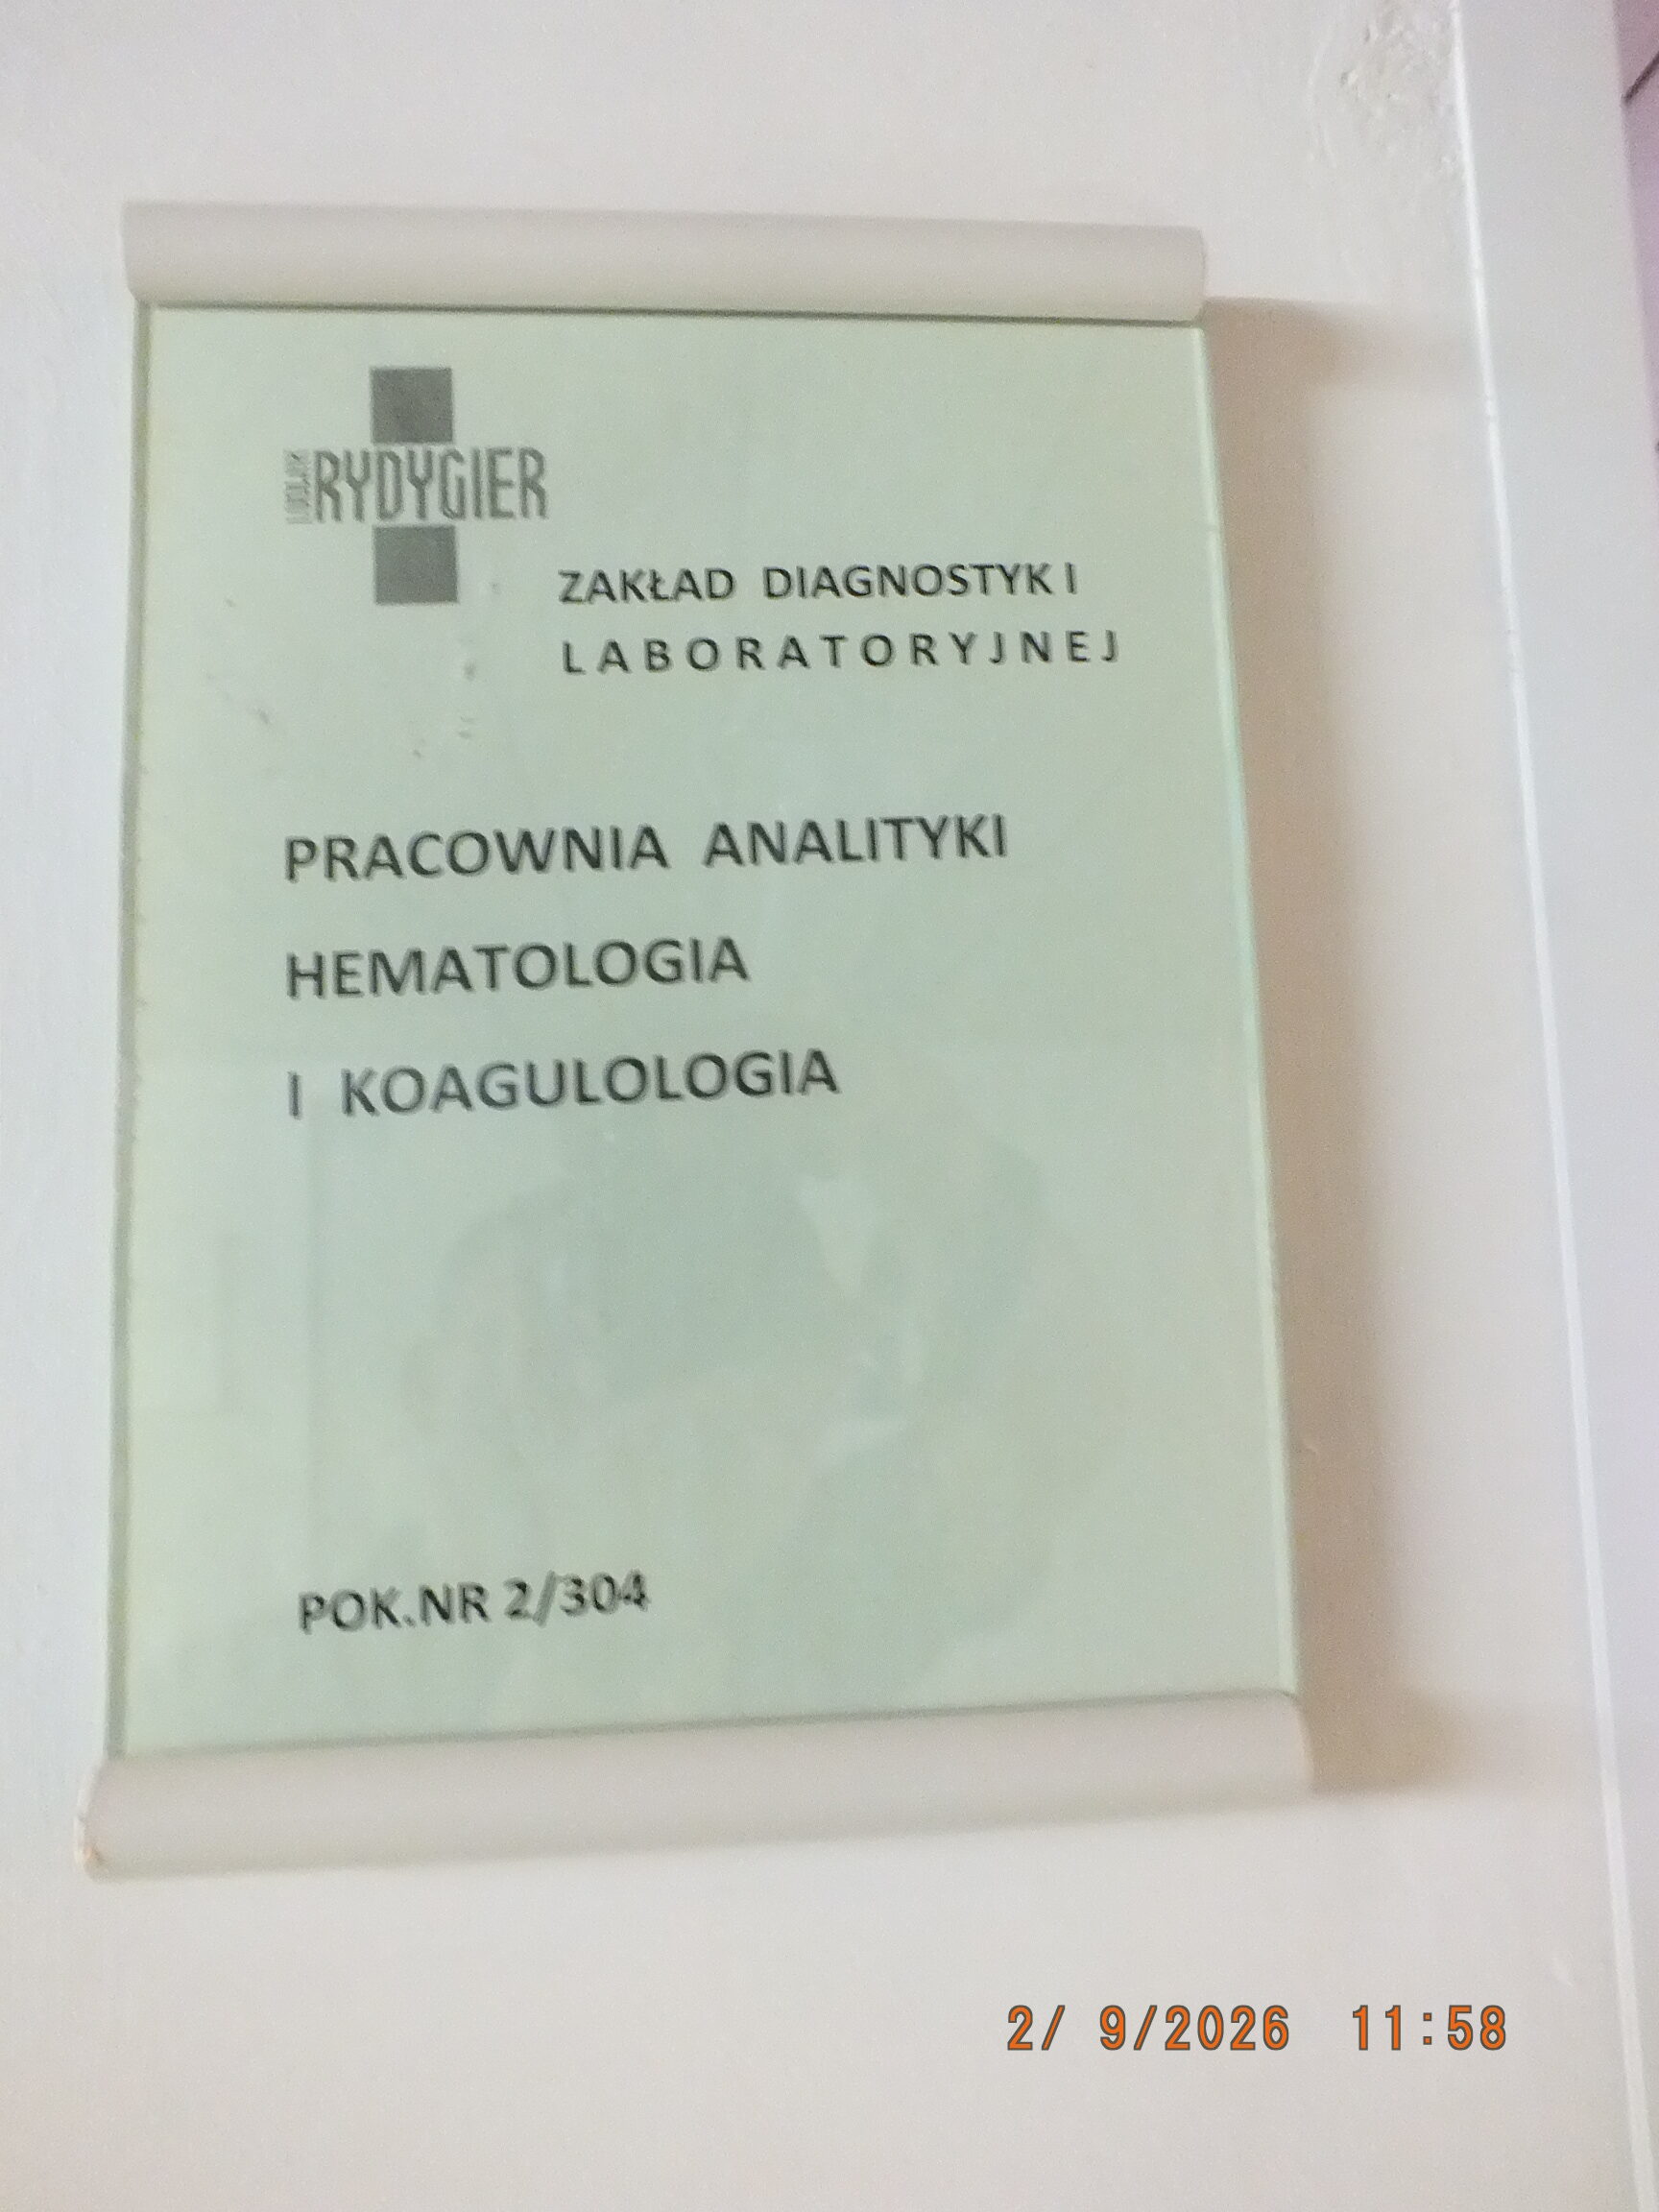 RYDYGIER
ZAKŁAD DIAGNOSTYKI
LABORATORYJNEJ
PRACOWNIA ANALITYKI
HEMATOLOGIA
I KOAGULOLOGIA
POK.NR 2/304
2/ 9/2026 11:58